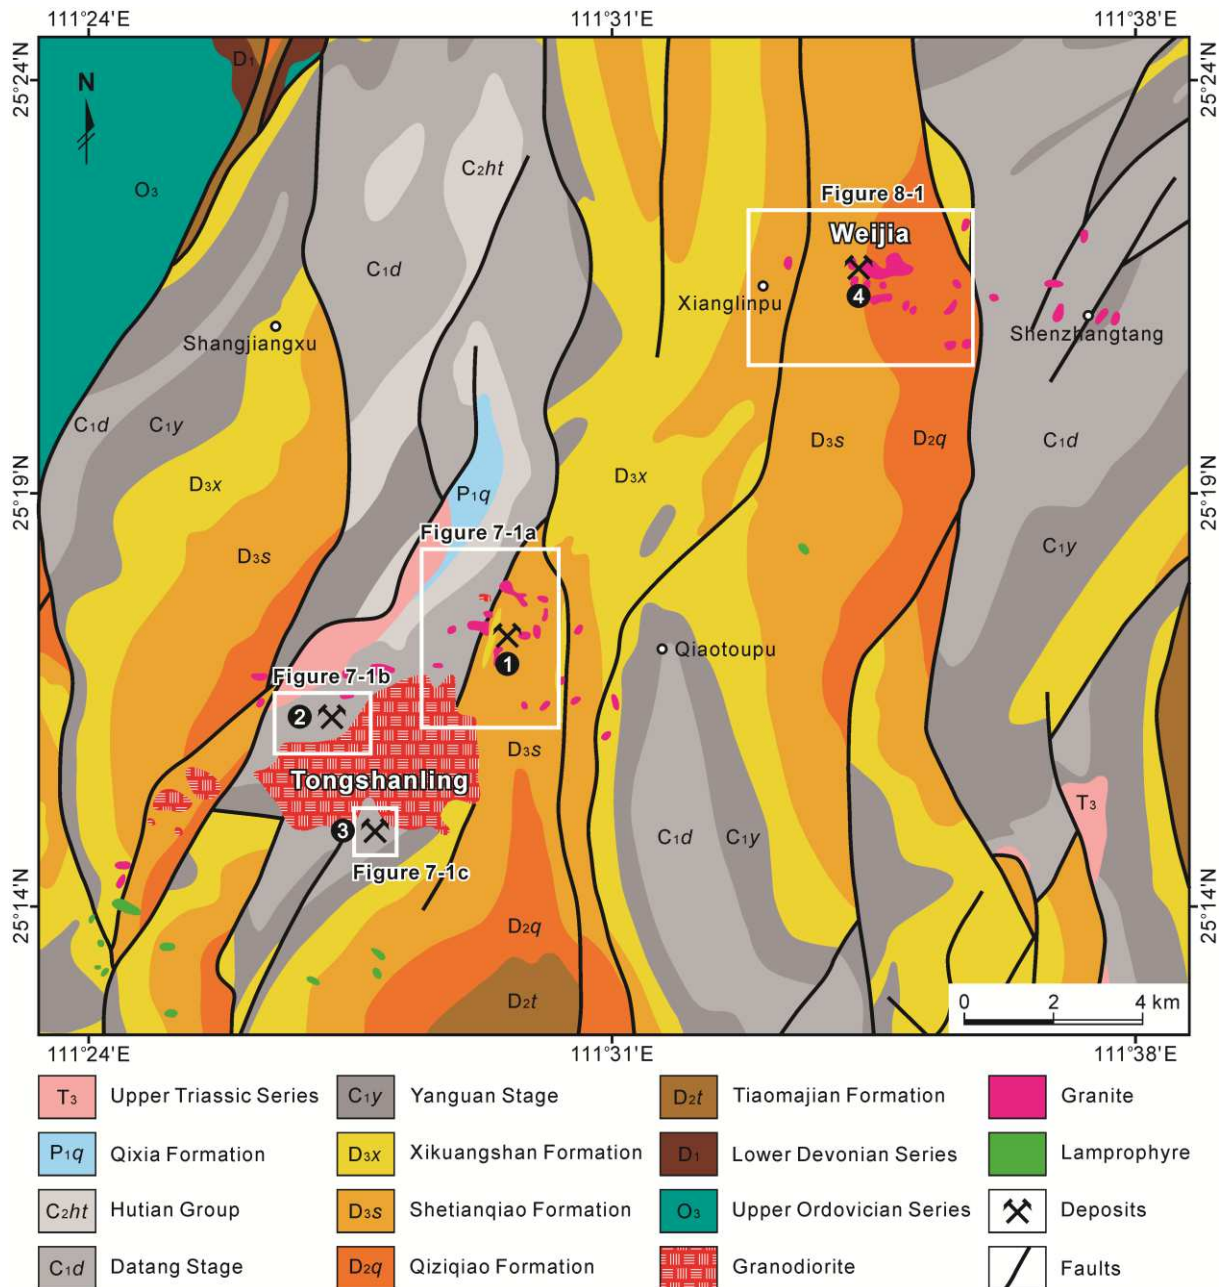 111°24'E 111°31'E 111°38'E
25°24'N 25°24'N
N
D1
O3
C2ht
Figure 8-1
Weijia
C1d
4
Xianglinpu
Shangjiangxu
Shenzhangtang
C1d C1y
D3s D2q
C1d
D3x
D3x
25°19'N 25°19'N
P1q
Figure 7-1a
D3s
C1y
1
Qiaotoupu
Figure 7-1b
2
D3s
Tongshanling
T3
3
C1d C1y
Figure 7-1c
25°14'N 25°14'N
D2q
D2t
0 2 4 km
111°24'E 111°31'E 111°38'E
T3 Upper Triassic Series C1y Yanguan Stage D2t Tiaomajian Formation Granite
P1q Qixia Formation D3x Xikuangshan Formation D1 Lower Devonian Series Lamprophyre
C2ht Hutian Group D3s Shetianqiao Formation O3 Upper Ordovician Series Deposits
C1d Datang Stage D2q Qiziqiao Formation Granodiorite Faults